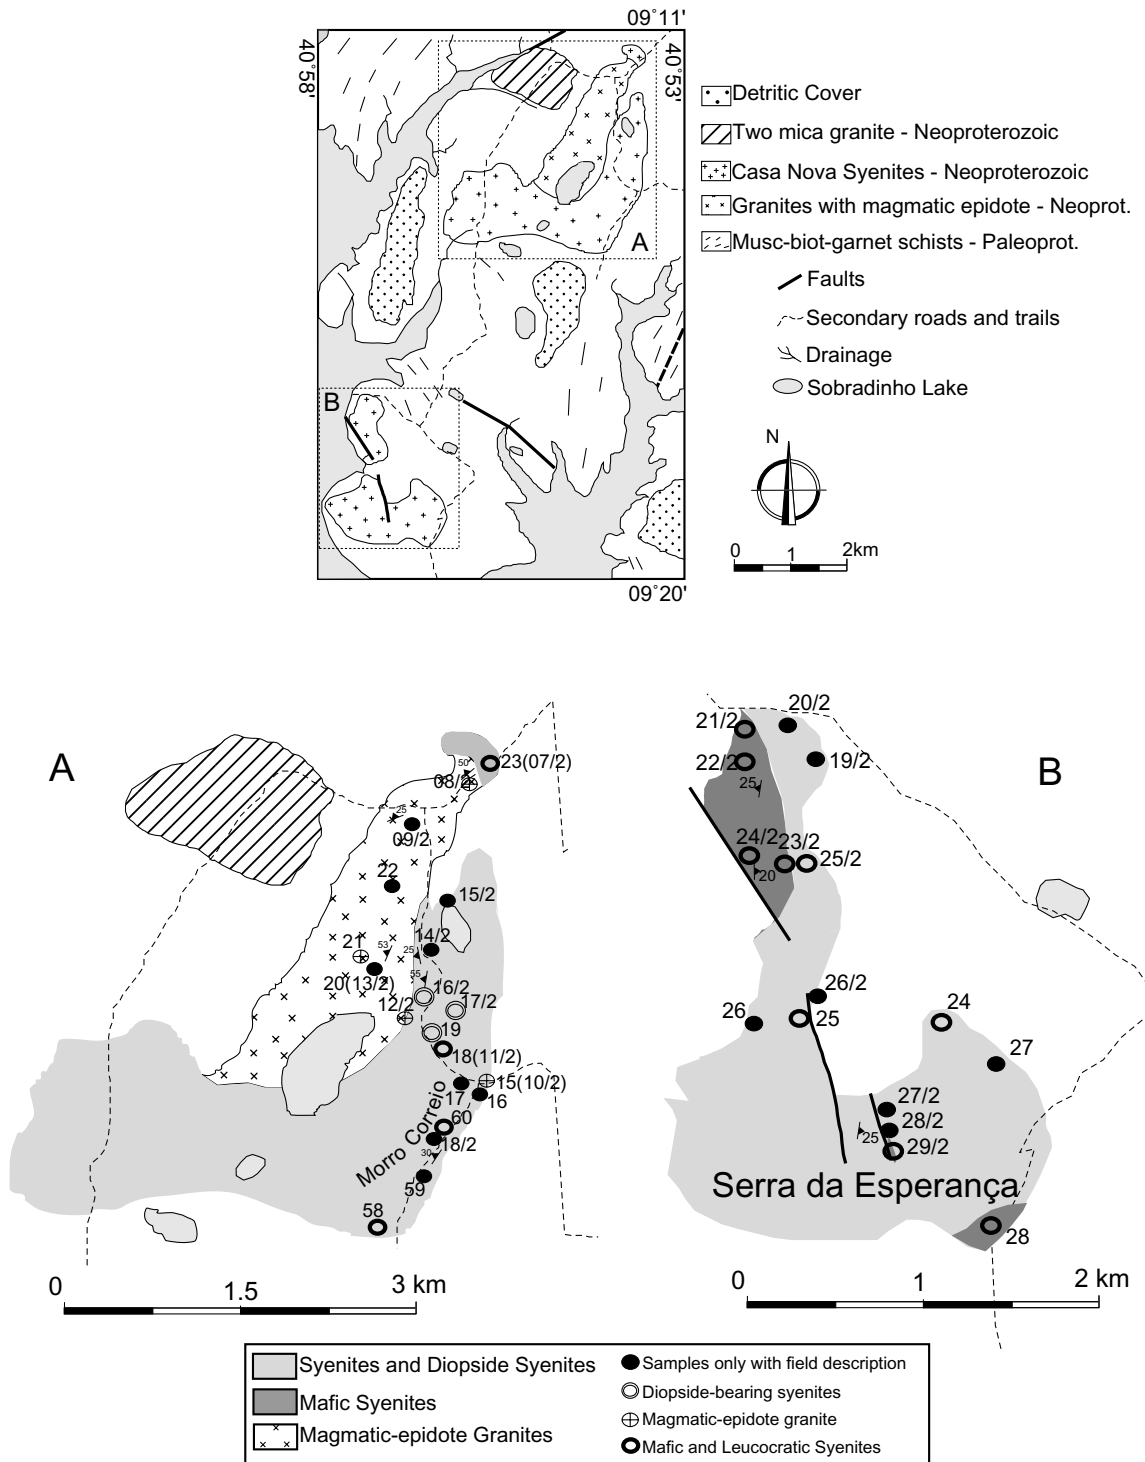 09°11'
40°58'
40°53'
A
B
09°20'
Detritic Cover
Two mica granite - Neoproterozoic
Casa Nova Syenites - Neoproterozoic
Granites with magmatic epidote - Neoprot.
Musc-biot-garnet schists - Paleoprot.
Faults
Secondary roads and trails
Drainage
Sobradinho Lake
N
0 1 2km
A
50
23(07/2)
08/2
25
09/2
22
15/2
14/2
21
53
25
20(13/2)
55
16/2
17/2
12/2
19
18(11/2)
15(10/2)
17
16
60
18/2
Morro Correio
30
59
58
0 1.5 3 km
B
20/2
21/2
22/2
19/2
25
24/2
23/2
25/2
20
26/2
26
25
24
27
27/2
28/2
25
29/2
Serra da Esperança
28
0 1 2 km
Syenites and Diopside Syenites
Mafic Syenites
Magmatic-epidote Granites
Samples only with field description
Diopside-bearing syenites
Magmatic-epidote granite
Mafic and Leucocratic Syenites